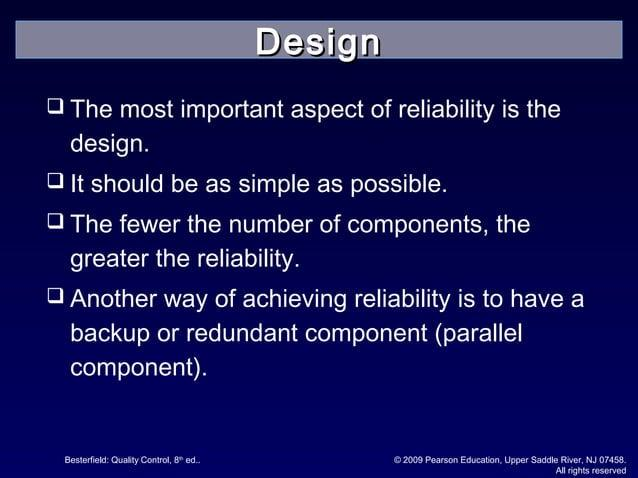 Design
❑ The most important aspect of reliability is the
design.
❑ It should be as simple as possible.
❑ The fewer the number of components, the
greater the reliability.
❑ Another way of achieving reliability is to have a
backup or redundant component (parallel
component).
Besterfield: Quality Control, 8th ed..
© 2009 Pearson Education, Upper Saddle River, NJ 07458.
All rights reserved